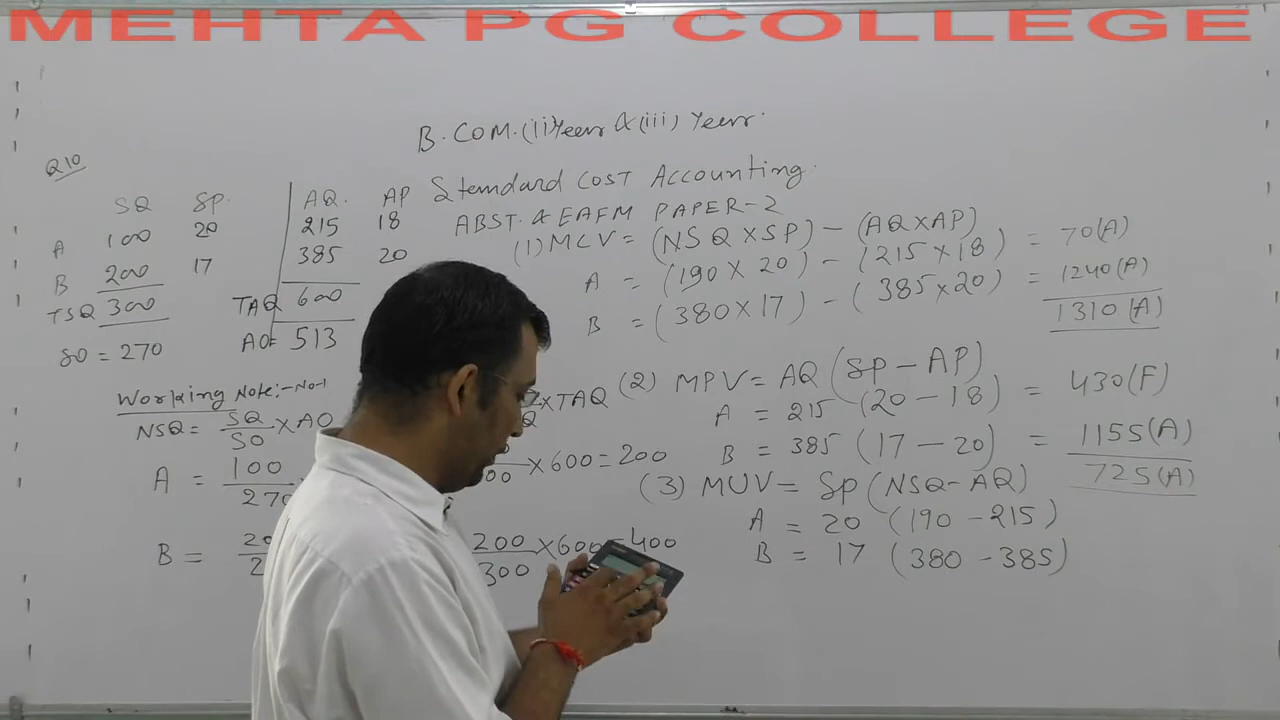 MEHTA PG COLLEGE
B.COM.(ii)Year & (iii) Year.
Standard COST Accounting.
ABST. & EAFM PAPER-2
Q10
SQ SP. AQ. AP
A 100 20 215 18
B 200 17 385 20
TSQ 300 TAQ 600
SO = 270 AO= 513
Working Note:-No-1
NSQ = SQ/SO × AO
A = 100/270
B =
×TAQ
×600 = 200
200/300 ×600=400
(1) MCV = (NSQ×SP) - (AQ×AP)
A = (190 × 20) - (215×18) = 70(A)
B = (380×17) - (385×20) = 1240(A)
1310(A)
(2) MPV = AQ (SP - AP)
A = 215 (20-18) = 430(F)
B = 385 (17-20) = 1155(A)
725(A)
(3) MUV = SP(NSQ-AQ)
A = 20 (190-215)
B = 17 (380-385)